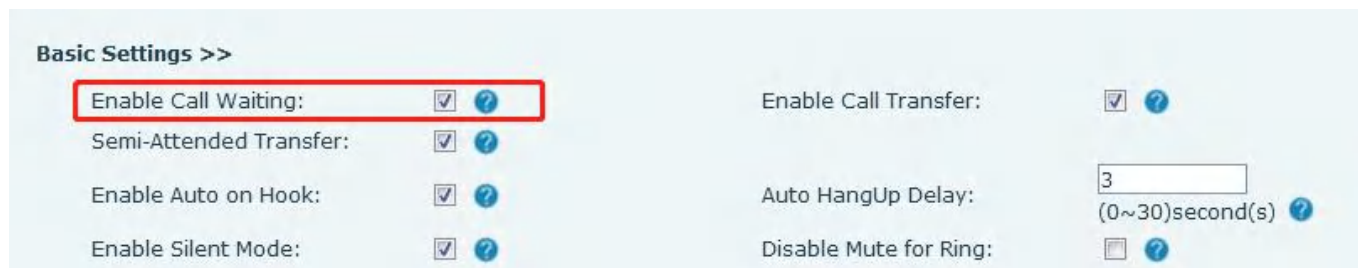 Basic Settings >>
Enable Call Waiting: Enable Call Transfer:
Semi-Attended Transfer:
Enable Auto on Hook: Auto HangUp Delay: 3
(0~30)second(s)
Enable Silent Mode: Disable Mute for Ring: